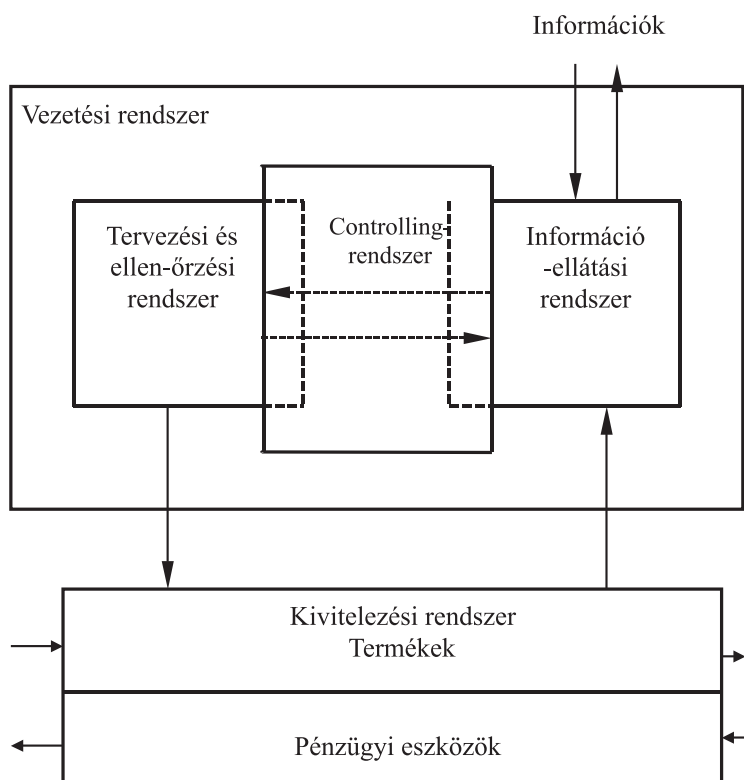 Információk
Vezetési rendszer
Tervezési és
ellen-őrzési
rendszer
Controlling-
rendszer
Információ
-ellátási
rendszer
Kivitelezési rendszer
Termékek
Pénzügyi eszközök